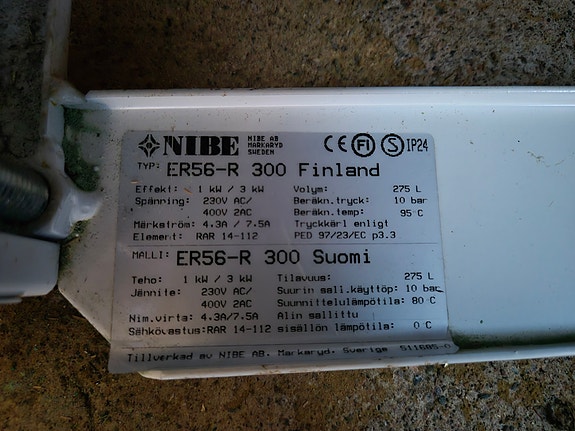 NIBE NIBE AB MARKARYD SWEDEN CE FI S IP24
TYP: ER56-R 300 Finland
Effekt: 1 kW / 3 kW Volym: 275 L
Spänning: 230V AC/ Beräkn.tryck: 10 bar
400V 2AC Beräkn.temp: 95°C
Märkström: 4.3A / 7.5A Tryckkärl enligt
Element: RAR 14-112 PED 97/23/EC p3.3
MALLI: ER56-R 300 Suomi
Teho: 1 kW / 3 kW Tilavuus: 275 L
Jännite: 230V AC/ Suurin sall.käyttöp: 10 bar
400V 2AC Suunnittelulämpötila: 80°C
Nim.virta: 4.3A/7.5A Alin sallittu
Sähkövastus: RAR 14-112 sisällön lämpötila: 0°C
Tillverkad av NIBE AB. Markaryd. Sverige 511685-0